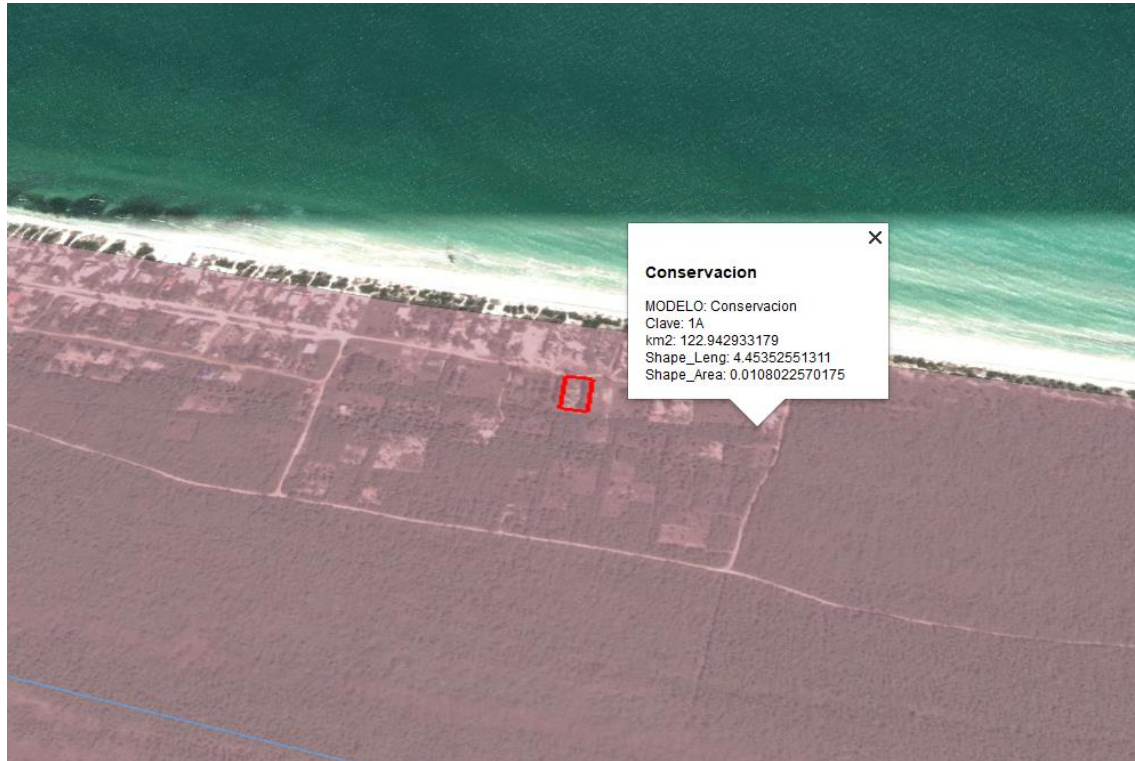 Conservacion
MODELO: Conservacion
Clave: 1A
km2: 122.942933179
Shape_Leng: 4.45352551311
Shape_Area: 0.0108022570175